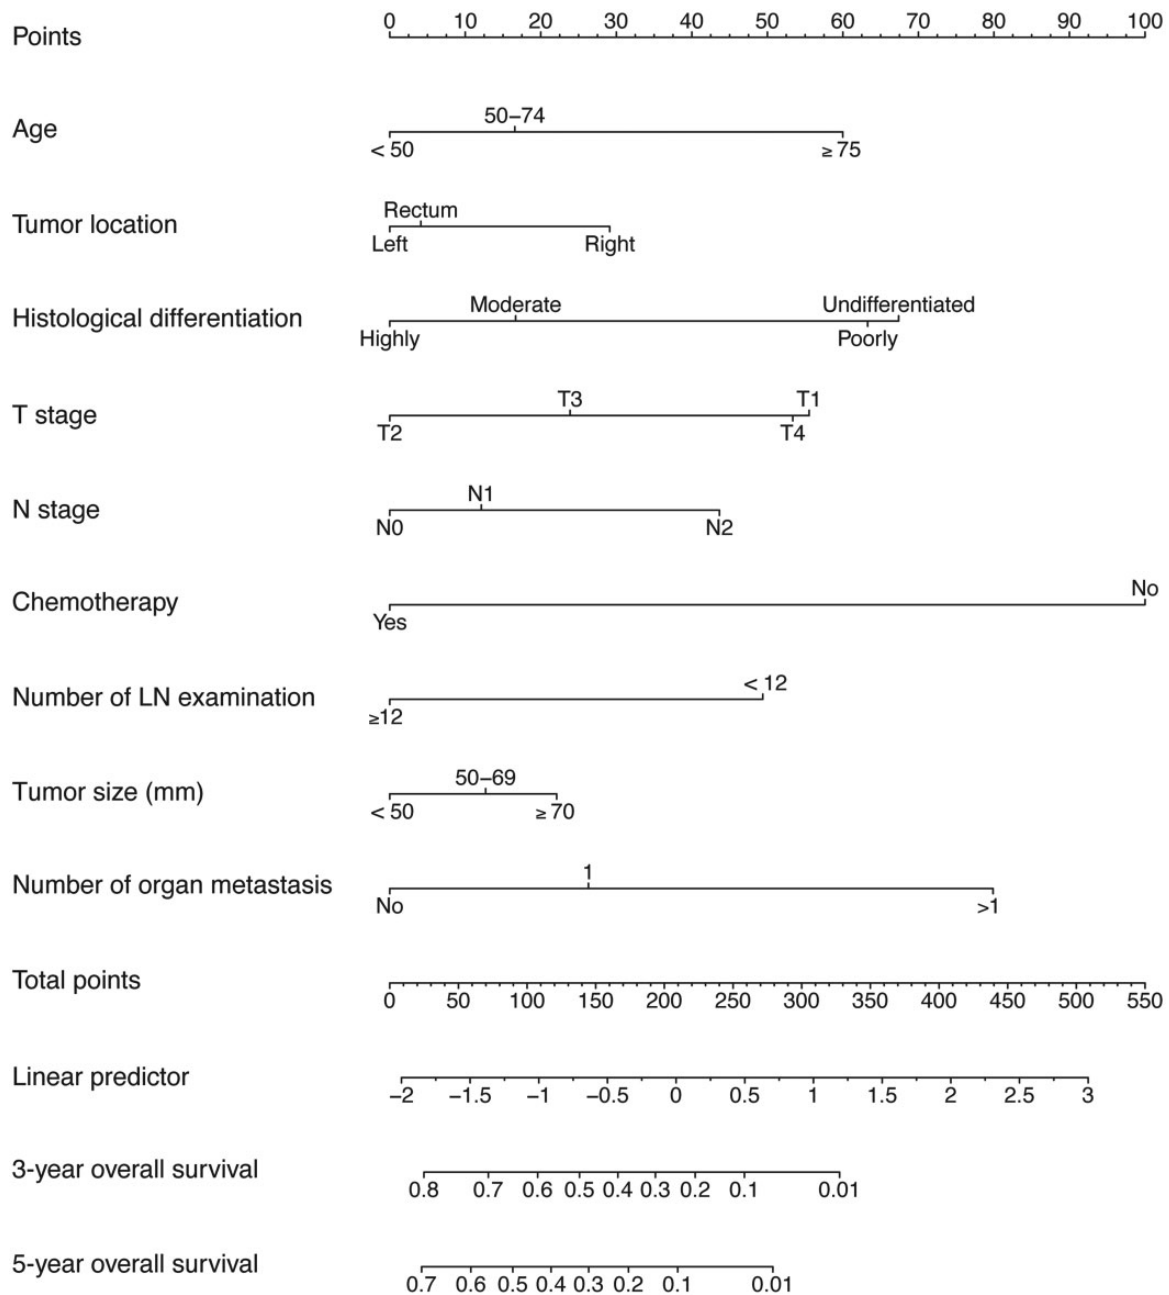 0 10 20 30 40 50 60 70 80 90 100
Points
50–74
Age
< 50 ≥ 75
Rectum
Tumor location
Left Right
Moderate Undifferentiated
Histological differentiation
Highly Poorly
T3 T1
T stage
T2 T4
N1
N stage
N0 N2
No
Chemotherapy
Yes
< 12
Number of LN examination
≥12
50–69
Tumor size (mm)
< 50 ≥ 70
1
Number of organ metastasis
No >1
Total points
0 50 100 150 200 250 300 350 400 450 500 550
Linear predictor
−2 −1.5 −1 −0.5 0 0.5 1 1.5 2 2.5 3
3-year overall survival
0.8 0.7 0.6 0.5 0.4 0.3 0.2 0.1 0.01
5-year overall survival
0.7 0.6 0.5 0.4 0.3 0.2 0.1 0.01